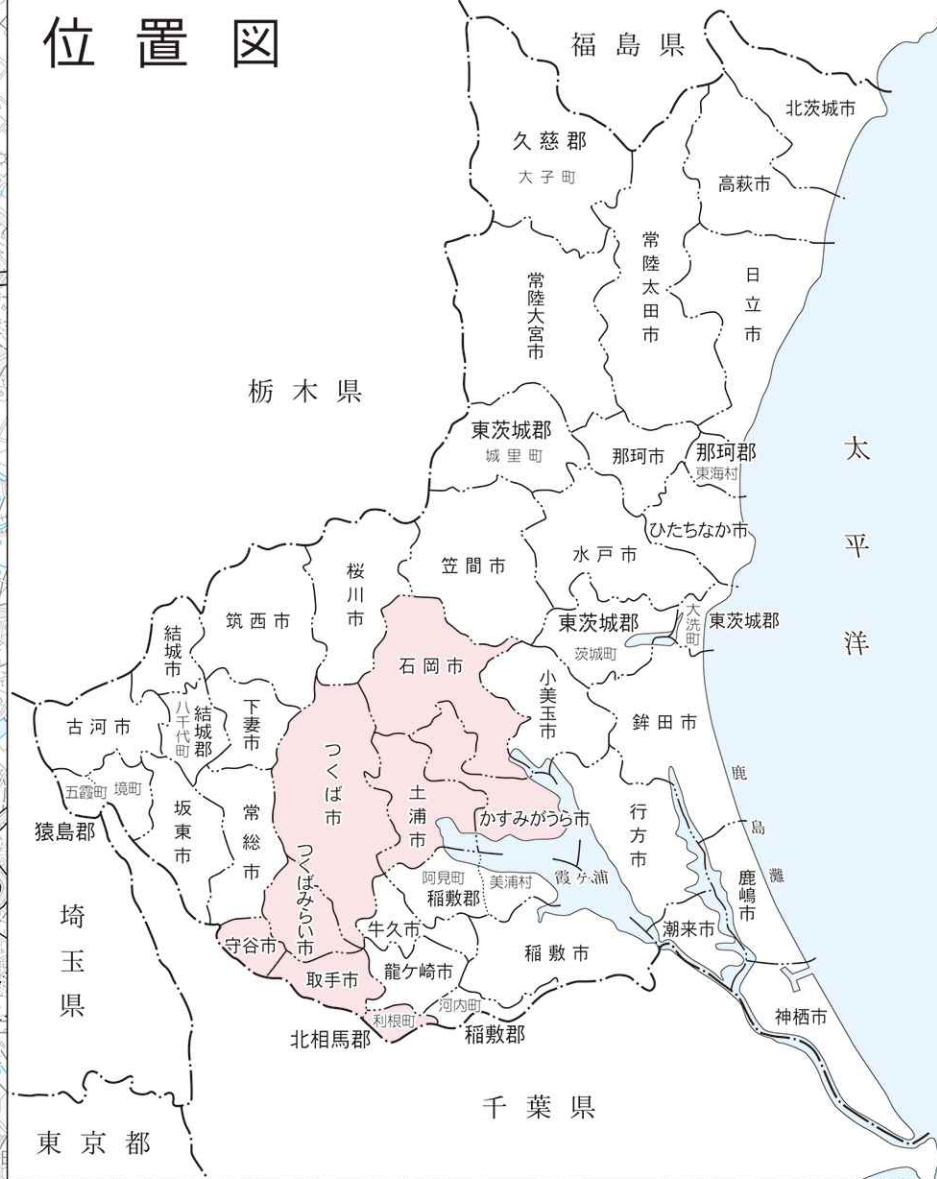 位置図
福島県
北茨城市
久慈郡
大子町
高萩市
常陸太田市
日立市
常陸大宮市
栃木県
東茨城郡
城里町
那珂市
那珂郡
東海村
太平洋
ひたちなか市
水戸市
笠間市
桜川市
筑西市
結城市
東茨城郡
茨城町
大洗町
東茨城郡
石岡市
小美玉市
鉾田市
古河市
八千代町
結城郡
下妻市
つくば市
土浦市
かすみがうら市
行方市
鹿島灘
五霞町
境町
猿島郡
坂東市
常総市
つくばみらい市
阿見町
稲敷郡
美浦村
霞ヶ浦
鹿嶋市
埼玉県
守谷市
取手市
牛久市
龍ケ崎市
稲敷市
潮来市
利根町
北相馬郡
河内町
稲敷郡
神栖市
千葉県
東京都